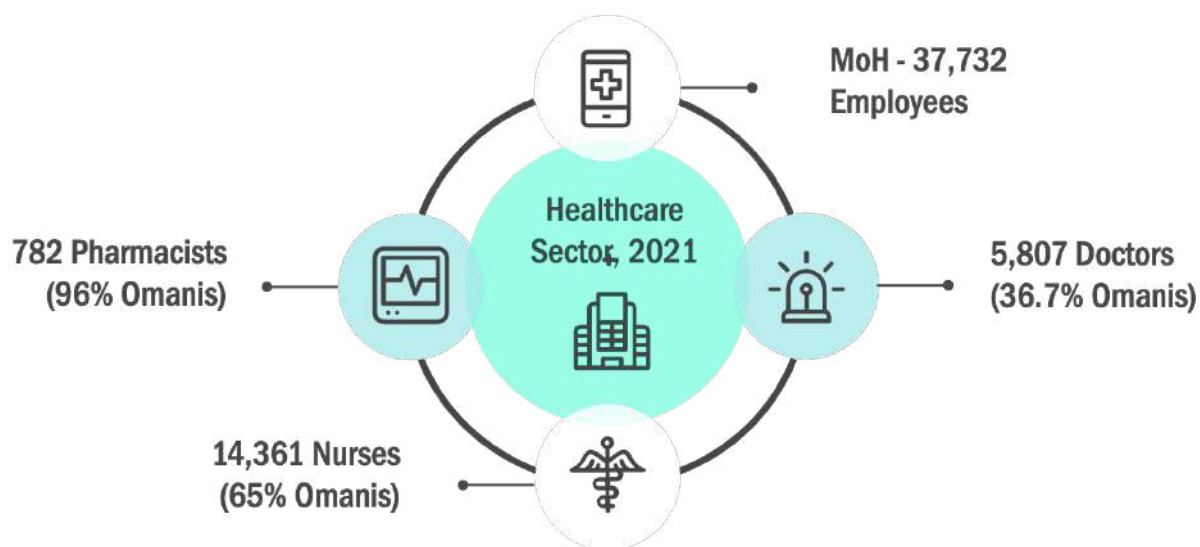 MoH - 37,732
Employees
Healthcare
Sector, 2021
782 Pharmacists
(96% Omanis)
5,807 Doctors
(36.7% Omanis)
14,361 Nurses
(65% Omanis)